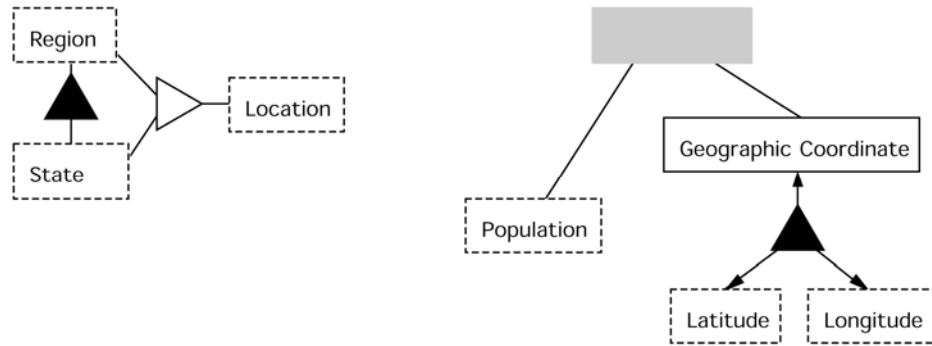 Region
Location
State
Geographic Coordinate
Population
Latitude
Longitude